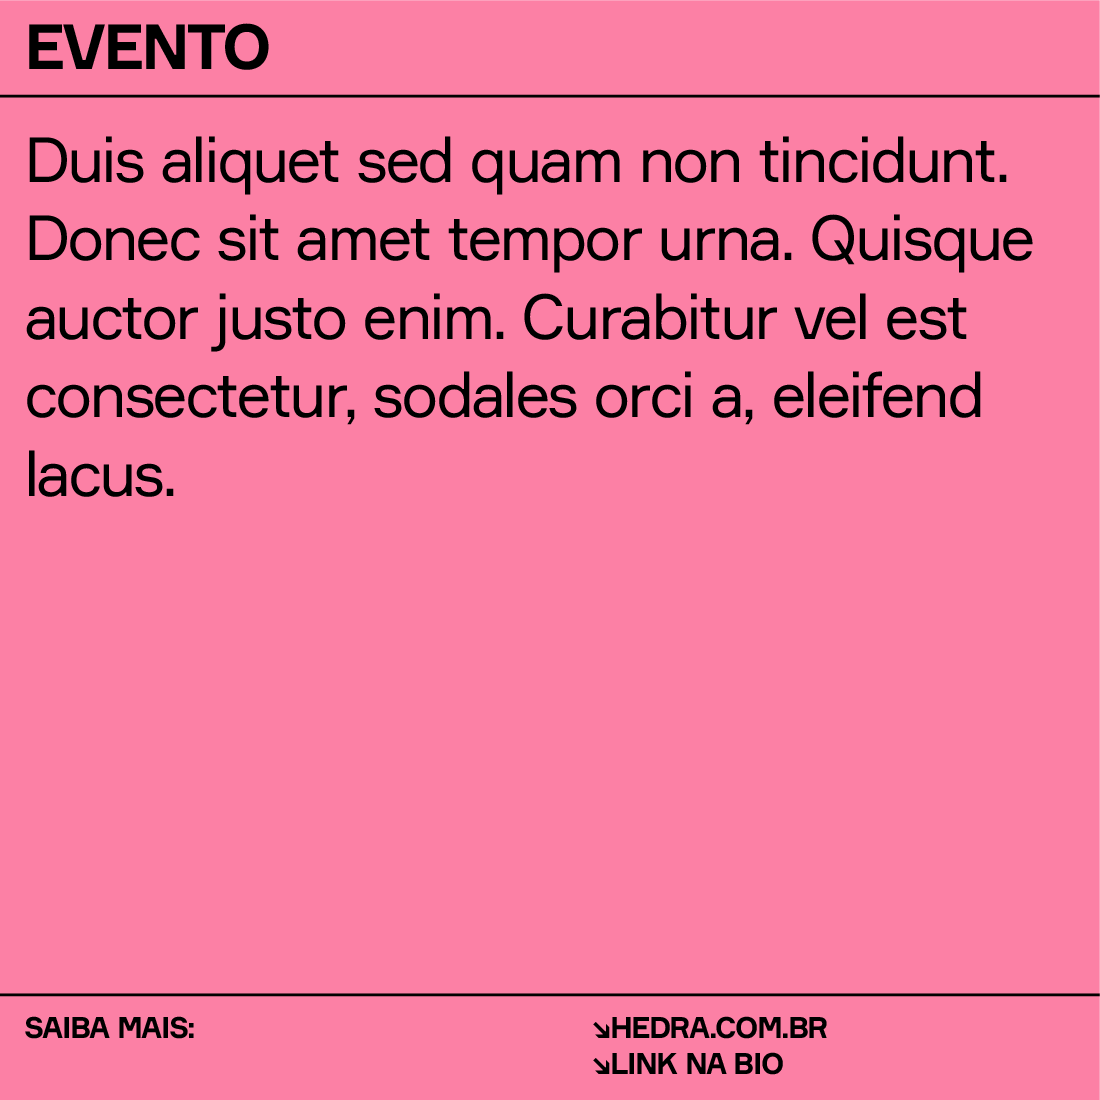 EVENTO
Duis aliquet sed quam non tincidunt.
Donec sit amet tempor urna. Quisque
auctor justo enim. Curabitur vel est
consectetur, sodales orci a, eleifend
lacus.
SAIBA MAIS:
↘HEDRA.COM.BR
↘LINK NA BIO